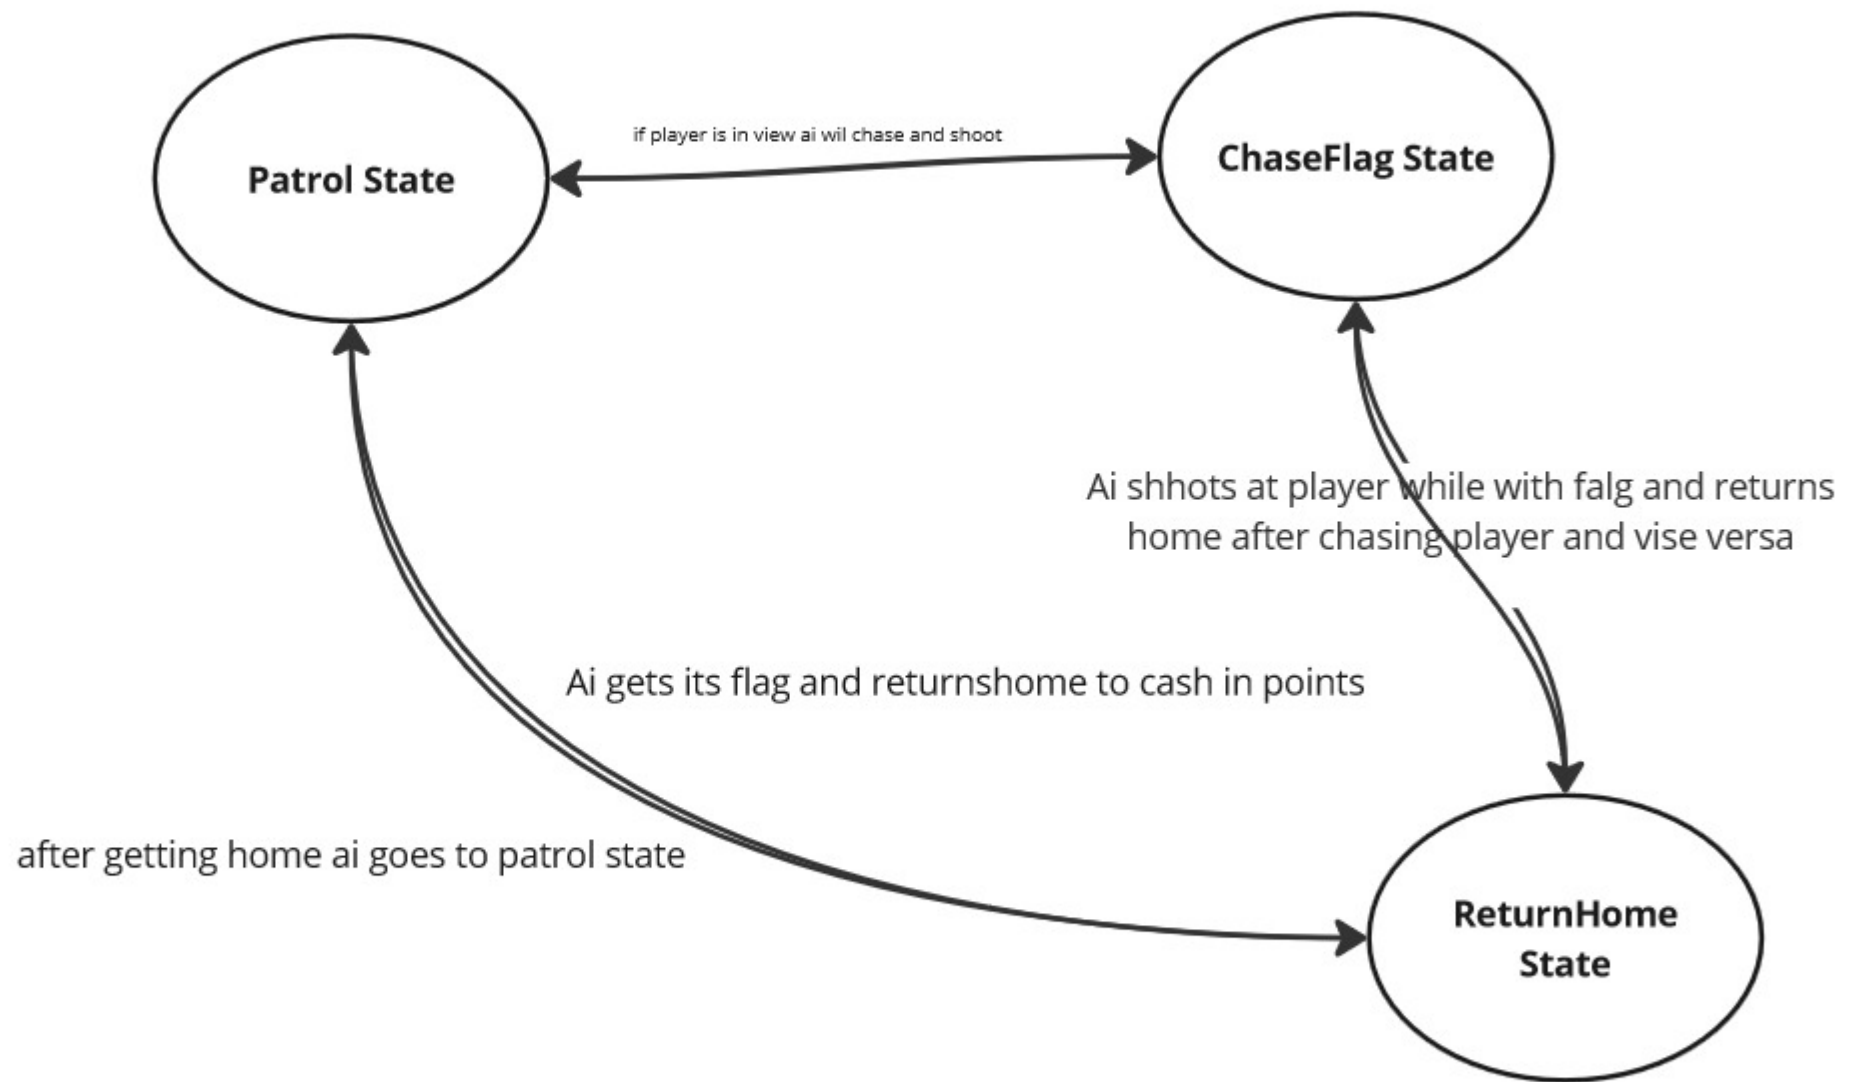 Patrol State
if player is in view ai wil chase and shoot
ChaseFlag State
Ai shhots at player while with falg and returns
home after chasing player and vise versa
Ai gets its flag and returnshome to cash in points
after getting home ai goes to patrol state
ReturnHome
State